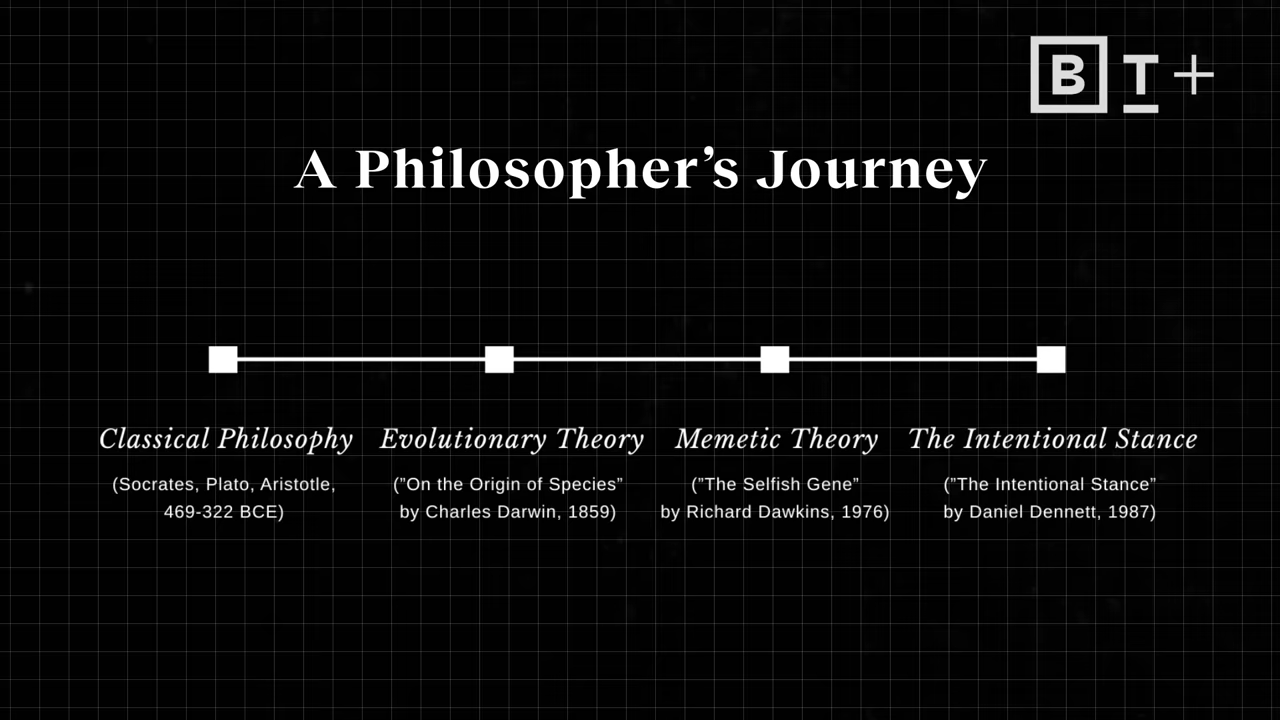 B T+
A Philosopher’s Journey
Classical Philosophy
(Socrates, Plato, Aristotle,
469-322 BCE)
Evolutionary Theory
(”On the Origin of Species”
by Charles Darwin, 1859)
Memetic Theory
(”The Selfish Gene”
by Richard Dawkins, 1976)
The Intentional Stance
(”The Intentional Stance”
by Daniel Dennett, 1987)